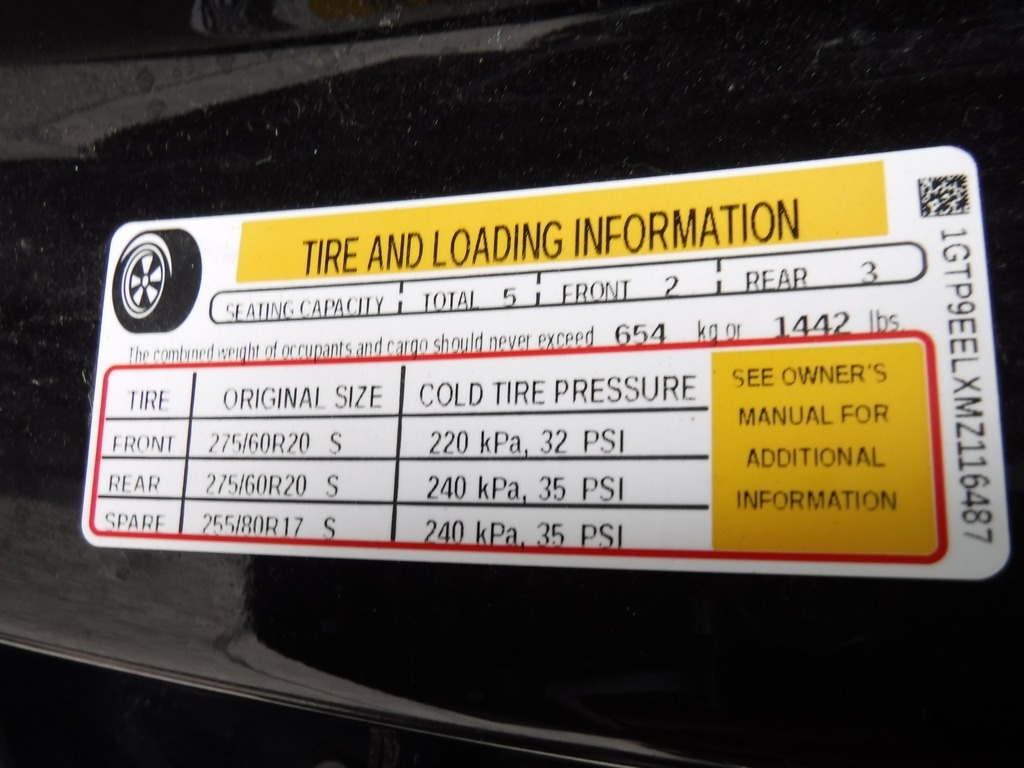 TIRE AND LOADING INFORMATION
SEATING CAPACITY TOTAL 5 FRONT 2 REAR 3
The combined weight of occupants and cargo should never exceed 654 kg or 1442 lbs.
TIRE ORIGINAL SIZE COLD TIRE PRESSURE
FRONT 275/60R20 S 220 kPa, 32 PSI
REAR 275/60R20 S 240 kPa, 35 PSI
SPARE 255/80R17 S 240 kPa, 35 PSI
SEE OWNER'S
MANUAL FOR
ADDITIONAL
INFORMATION
1GTP9EELXMZ116487